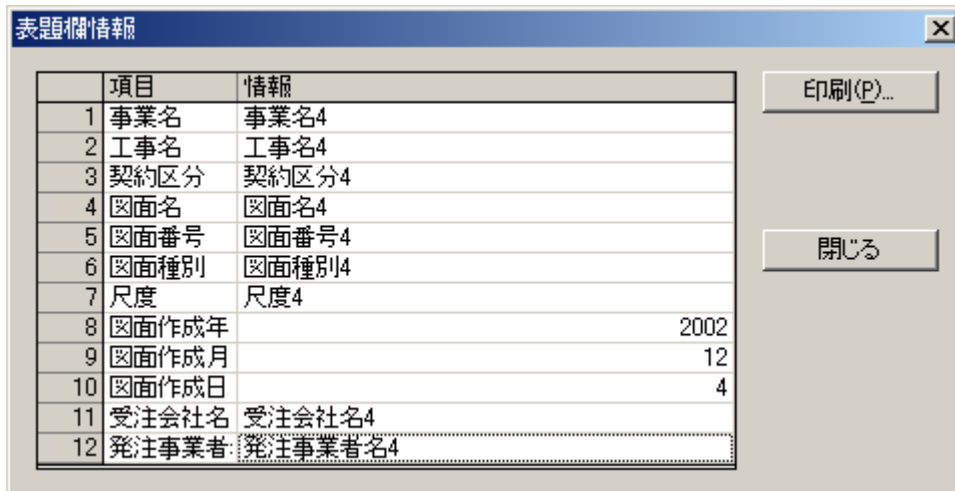 表題欄情報
項目 情報
1 事業名 事業名4
2 工事名 工事名4
3 契約区分 契約区分4
4 図面名 図面名4
5 図面番号 図面番号4
6 図面種別 図面種別4
7 尺度 尺度4
8 図面作成年 2002
9 図面作成月 12
10 図面作成日 4
11 受注会社名 受注会社名4
12 発注事業者 発注事業者名4
印刷(P)...
閉じる